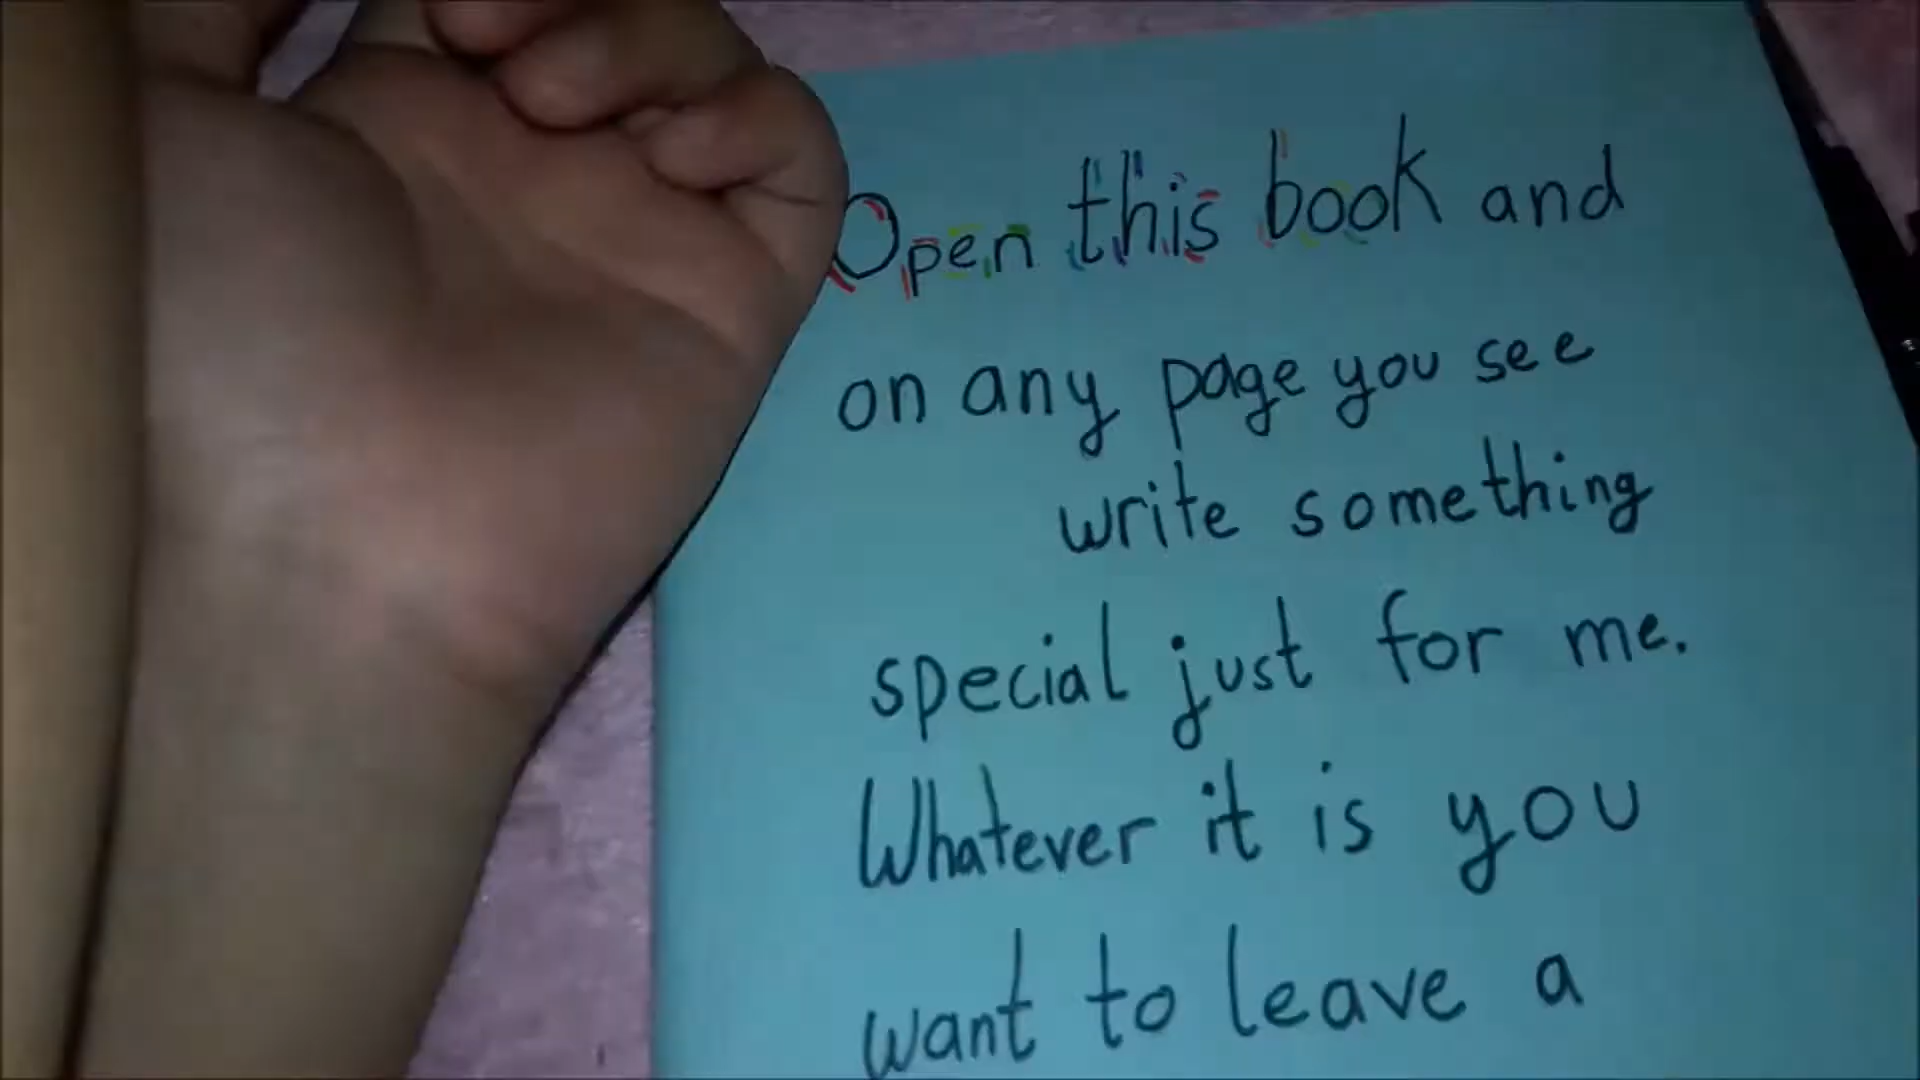 Open this book and
on any page you see
write something
special just for me.
Whatever it is you
want to leave a